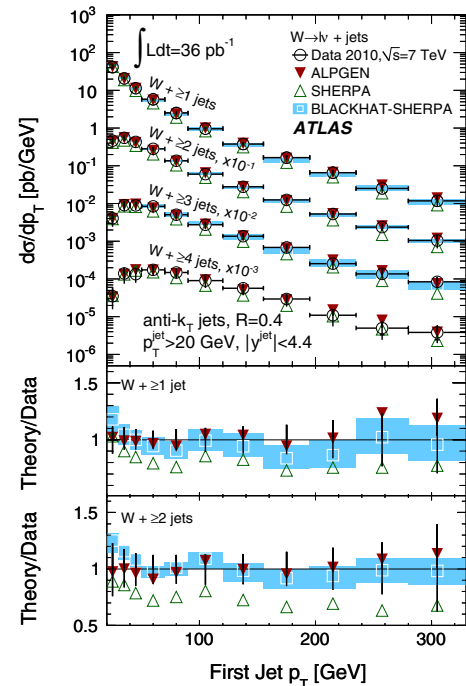 ∫Ldt=36 pb⁻¹
W→lν + jets
Data 2010, √s=7 TeV
ALPGEN
SHERPA
BLACKHAT-SHERPA
ATLAS
W + ≥1 jets
W + ≥2 jets, x10⁻¹
W + ≥3 jets, x10⁻²
W + ≥4 jets, x10⁻³
anti-k_T jets, R=0.4
p_T^jet>20 GeV, |y^jet|<4.4
dσ/dp_T [pb/GeV]
10³
10²
10
1
10⁻¹
10⁻²
10⁻³
10⁻⁴
10⁻⁵
10⁻⁶
W + ≥1 jet
Theory/Data
1.5
1
W + ≥2 jets
Theory/Data
1.5
1
0.5
100 200 300
First Jet p_T [GeV]